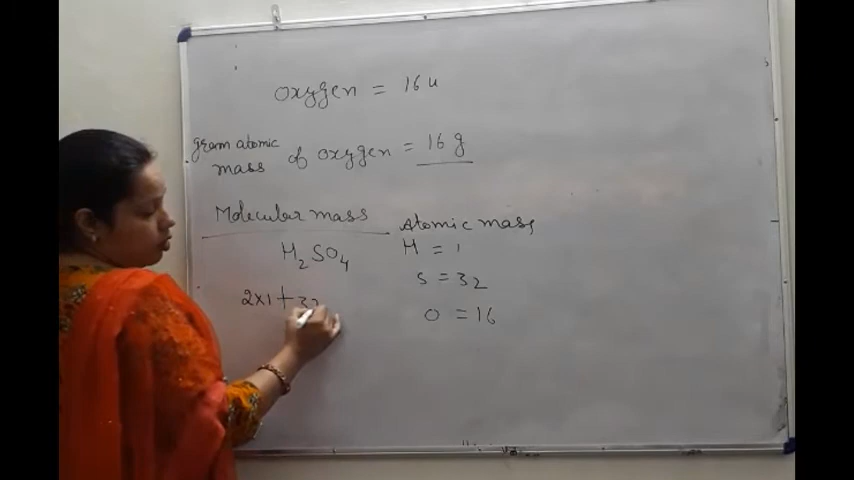 oxygen = 16 u
gram atomic
mass of oxygen = 16 g
Molecular mass
H2SO4
2x1+32
Atomic mass
H = 1
S = 32
O = 16